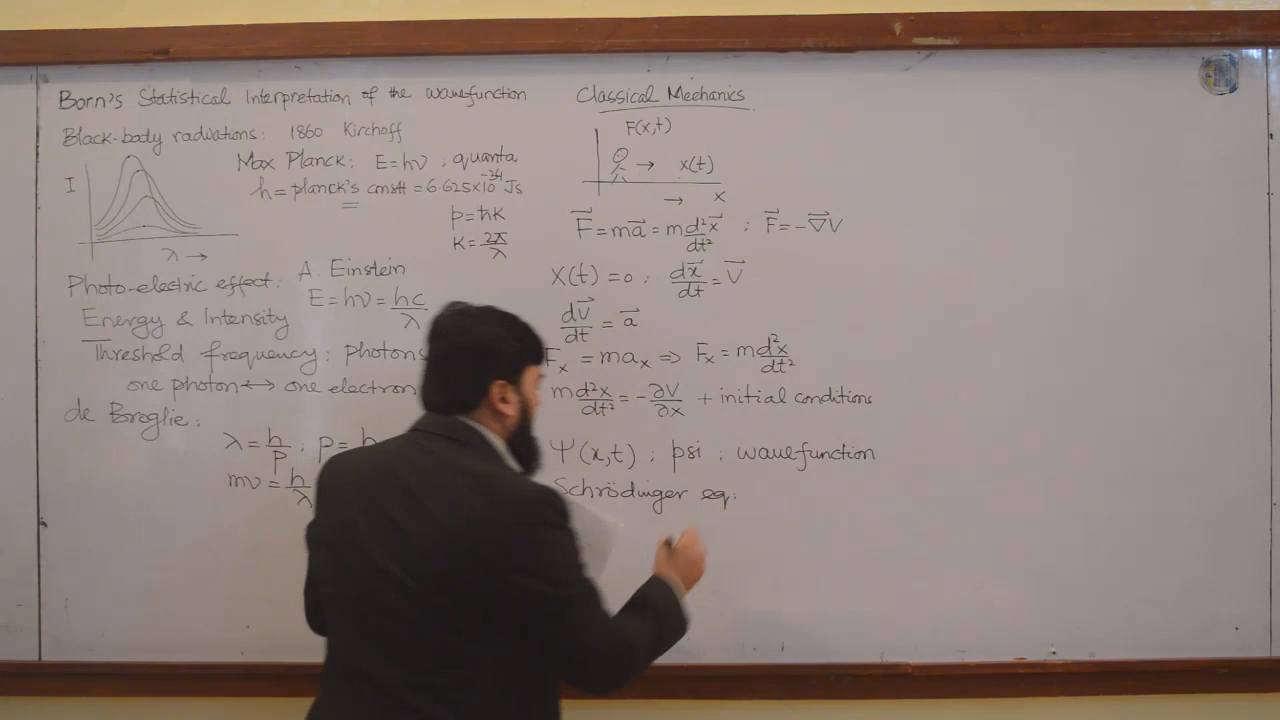 Born's Statistical Interpretation of the wavefunction
Black-body radiations: 1860 Kirchoff
I
λ →
Max Planck: E=hν ; quanta
h = planck's constt = 6.625×10⁻³⁴ Js
p=ħK
K=2π/λ
Photo-electric effect: A. Einstein
E=hν=hc/λ
Energy & Intensity
Threshold frequency: photons
one photon ↔ one electron
de Broglie:
λ=h/p ; p=h
mv=h/λ
Classical Mechanics
F(x,t)
→ x(t)
→ x
F⃗=ma⃗=m d²x⃗/dt² ; F⃗=-∇⃗V
x(t)=0 : dx⃗/dt=V⃗
dv⃗/dt = a⃗
Fₓ = maₓ ⇒ Fₓ = m d²x/dt²
m d²x/dt² = -∂V/∂x + initial conditions
Ψ(x,t) ; psi ; wavefunction
Schrödinger eq: